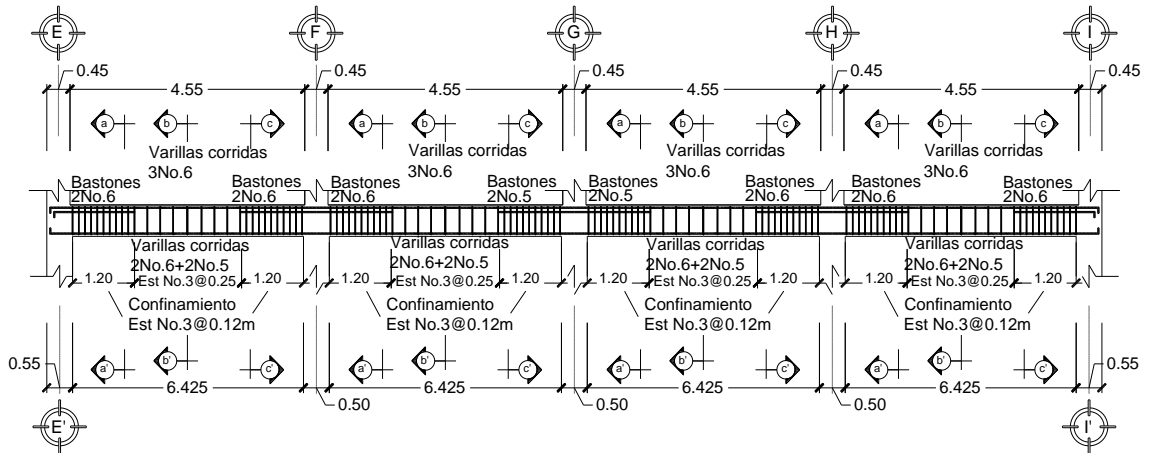 E F G H I
0.45 0.45 0.45 0.45 0.45
4.55 4.55 4.55 4.55
a b c a b c a b c a b c
Varillas corridas Varillas corridas Varillas corridas Varillas corridas
3No.6 3No.6 3No.6 3No.6
Bastones Bastones Bastones Bastones Bastones Bastones Bastones Bastones
2No.6 2No.6 2No.6 2No.5 2No.5 2No.6 2No.6 2No.6
Varillas corridas Varillas corridas Varillas corridas Varillas corridas
2No.6+2No.5 2No.6+2No.5 2No.6+2No.5 2No.6+2No.5
1.20 Est No.3@0.25 1.20 1.20 Est No.3@0.25 1.20 1.20 Est No.3@0.25 1.20 1.20 Est No.3@0.25 1.20
Confinamiento Confinamiento Confinamiento Confinamiento
Est No.3@0.12m Est No.3@0.12m Est No.3@0.12m Est No.3@0.12m
a' b' c' a' b' c' a' b' c' a' b' c'
0.55 0.55
6.425 6.425 6.425 6.425
0.50 0.50 0.50
E' I'